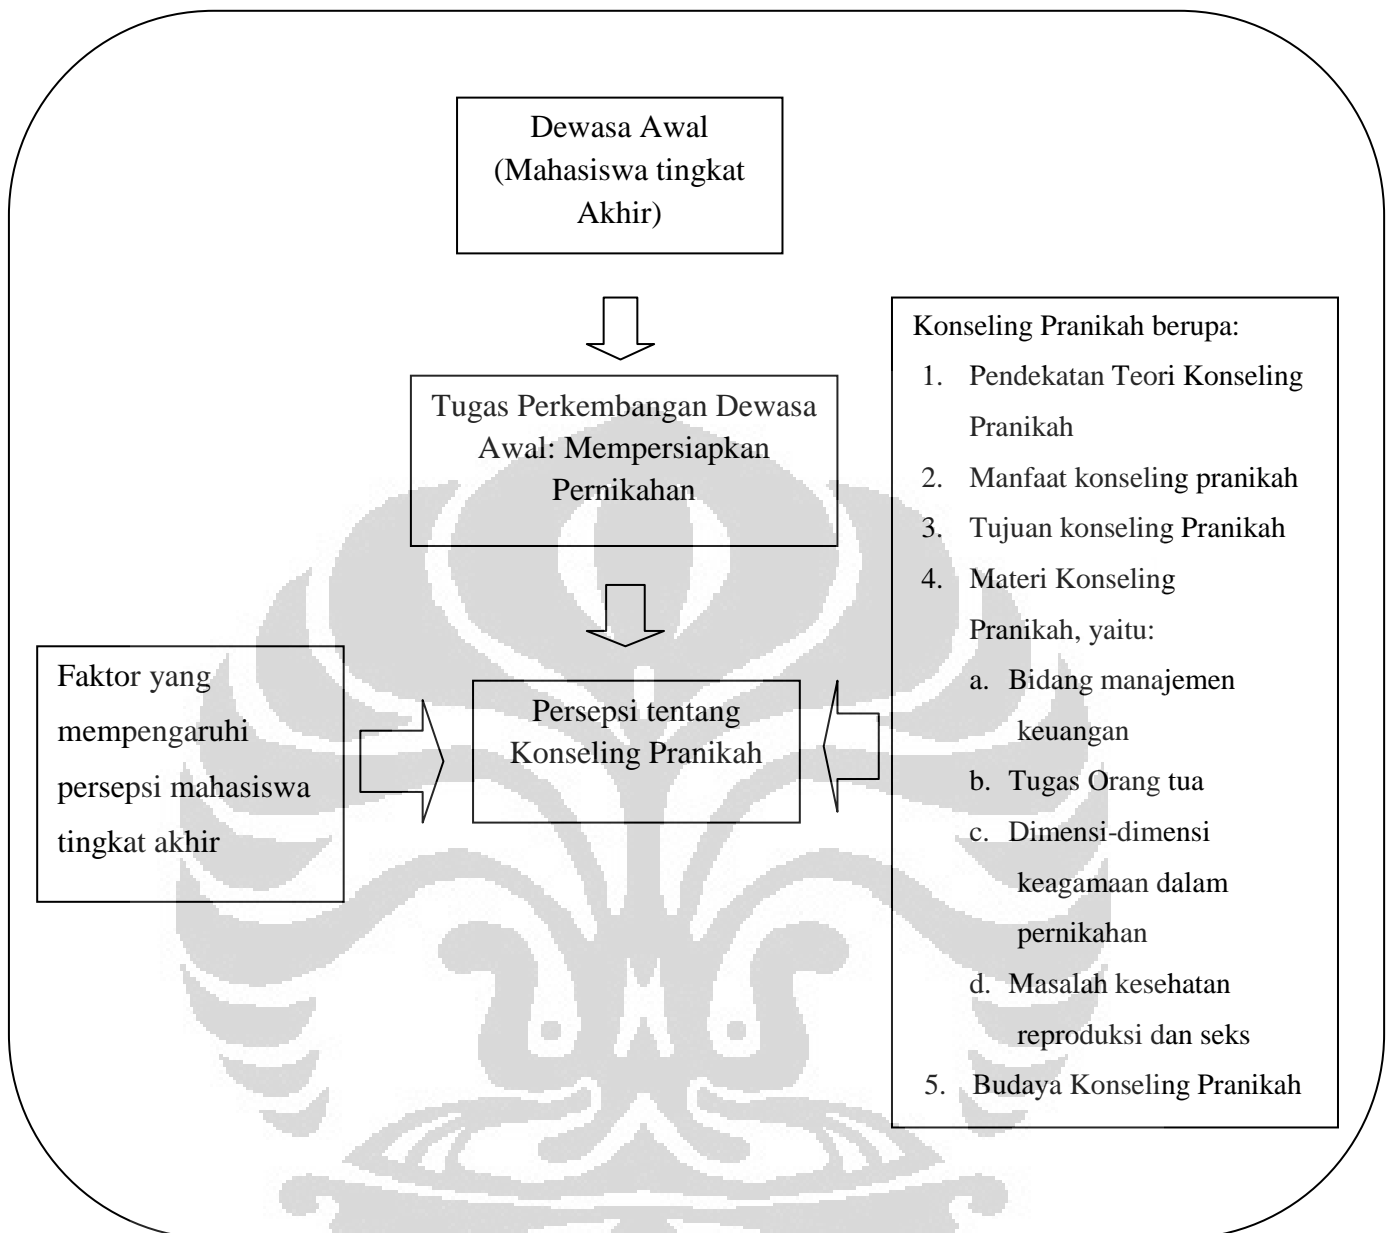 Dewasa Awal
(Mahasiswa tingkat
Akhir)
Tugas Perkembangan Dewasa
Awal: Mempersiapkan
Pernikahan
Faktor yang
mempengaruhi
persepsi mahasiswa
tingkat akhir
Persepsi tentang
Konseling Pranikah
Konseling Pranikah berupa:
1. Pendekatan Teori Konseling
Pranikah
2. Manfaat konseling pranikah
3. Tujuan konseling Pranikah
4. Materi Konseling
Pranikah, yaitu:
a. Bidang manajemen
keuangan
b. Tugas Orang tua
c. Dimensi-dimensi
keagamaan dalam
pernikahan
d. Masalah kesehatan
reproduksi dan seks
5. Budaya Konseling Pranikah